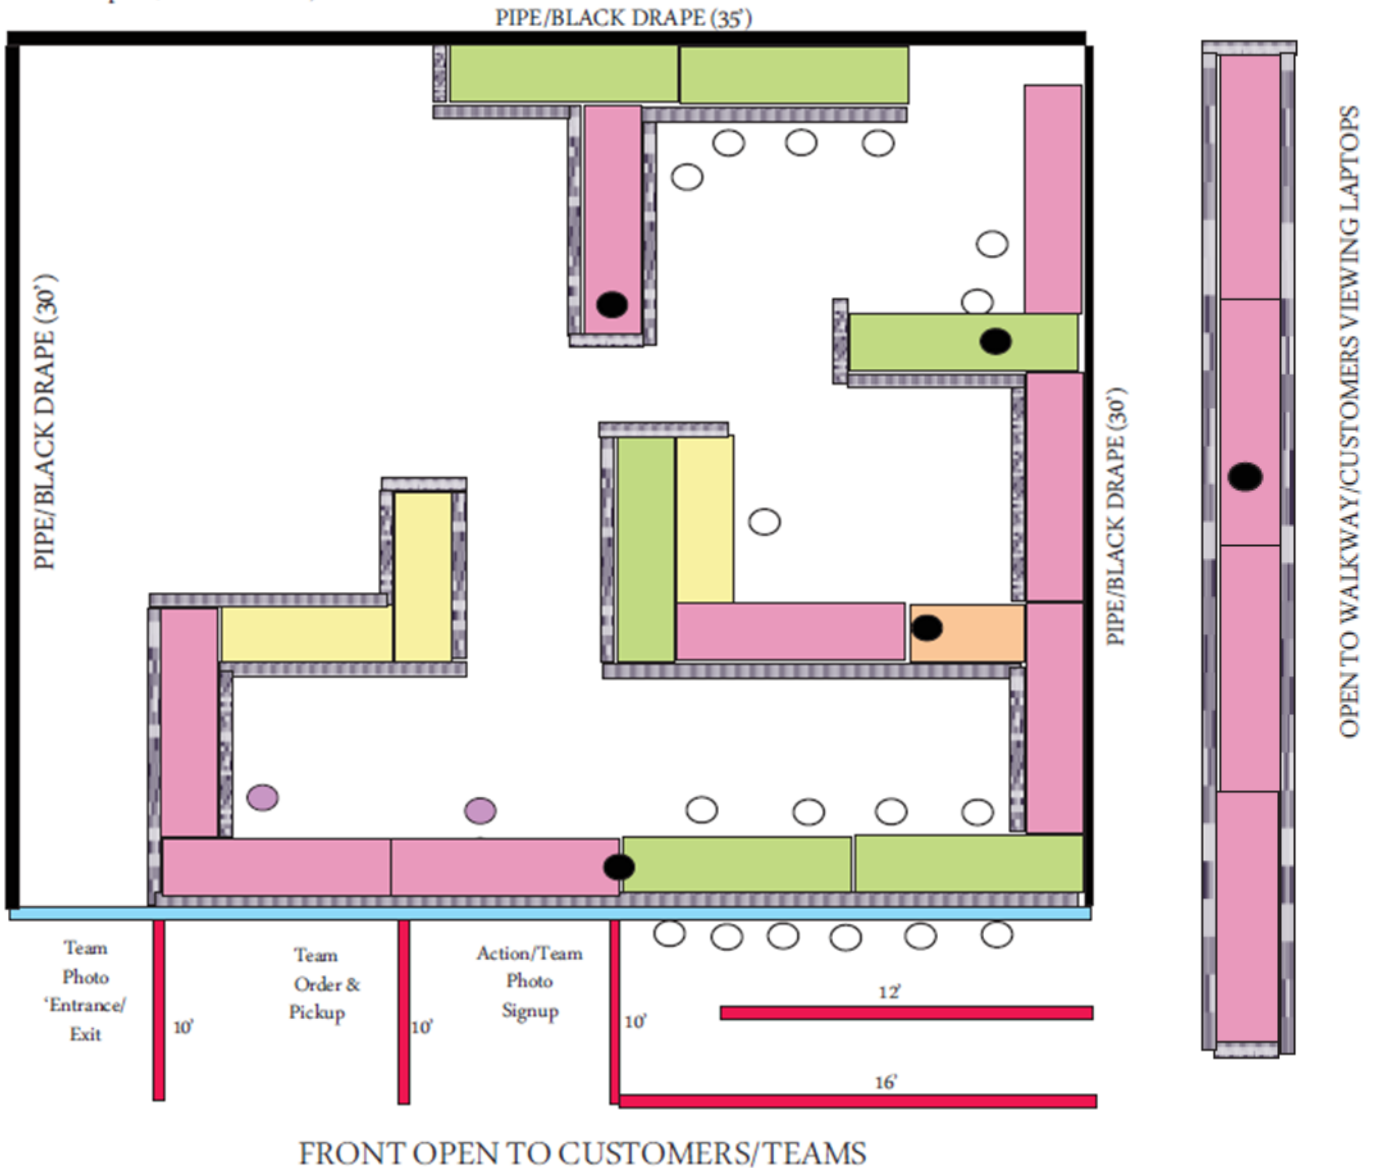 PIPE/BLACK DRAPE (35')
PIPE/BLACK DRAPE (30')
PIPE/BLACK DRAPE (30')
OPEN TO WALKWAY/CUSTOMERS VIEWING LAPTOPS
Team
Photo
'Entrance/
Exit
10'
Team
Order &
Pickup
10'
Action/Team
Photo
Signup
10'
12'
16'
FRONT OPEN TO CUSTOMERS/TEAMS